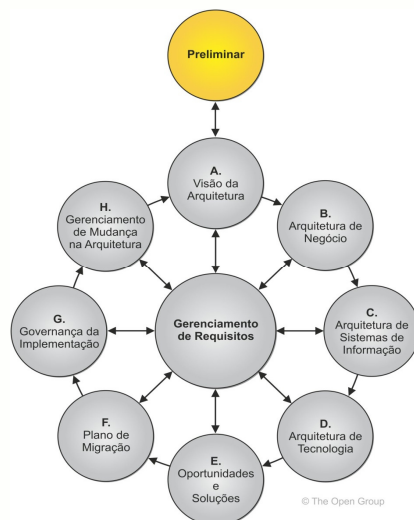 Preliminar
A.
Visão da
Arquitetura
B.
Arquitetura de
Negócio
C.
Arquitetura de
Sistemas de
Informação
D.
Arquitetura de
Tecnologia
E.
Oportunidades
e
Soluções
F.
Plano de
Migração
G.
Governança da
Implementação
H.
Gerenciamento
de Mudança
na Arquitetura
Gerenciamento
de Requisitos
© The Open Group